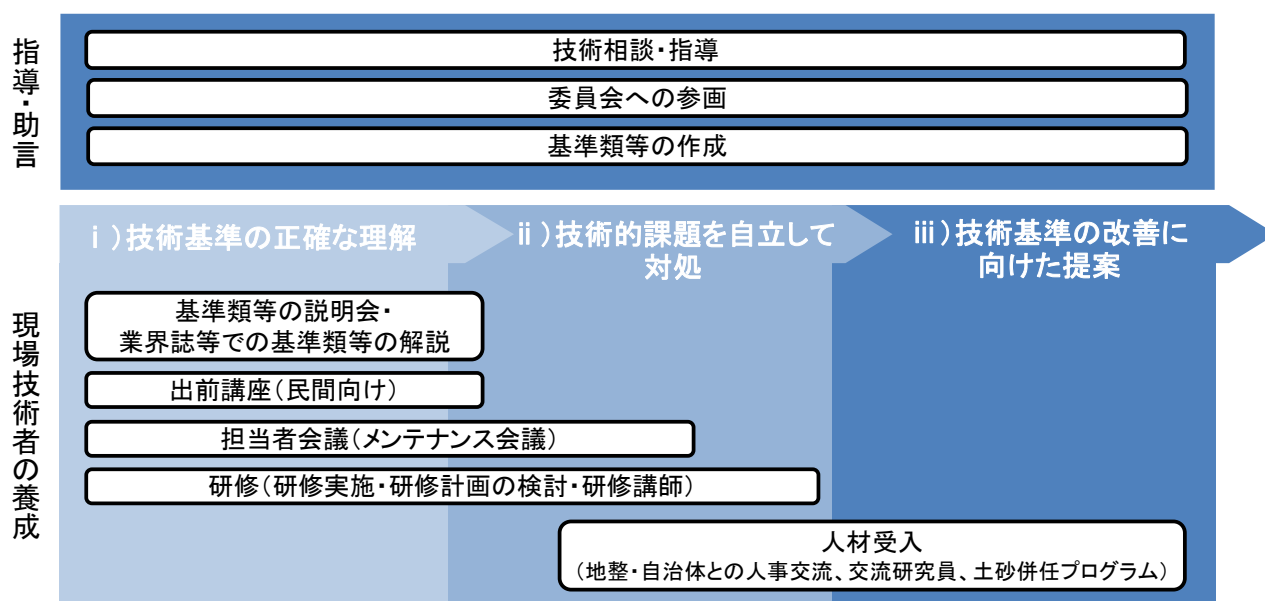 指導・助言
技術相談・指導
委員会への参画
基準類等の作成
ⅰ）技術基準の正確な理解
ⅱ）技術的課題を自立して
対処
ⅲ）技術基準の改善に
向けた提案
現場技術者の養成
基準類等の説明会・
業界誌等での基準類等の解説
出前講座（民間向け）
担当者会議（メンテナンス会議）
研修（研修実施・研修計画の検討・研修講師）
人材受入
（地整・自治体との人事交流、交流研究員、土砂併任プログラム）